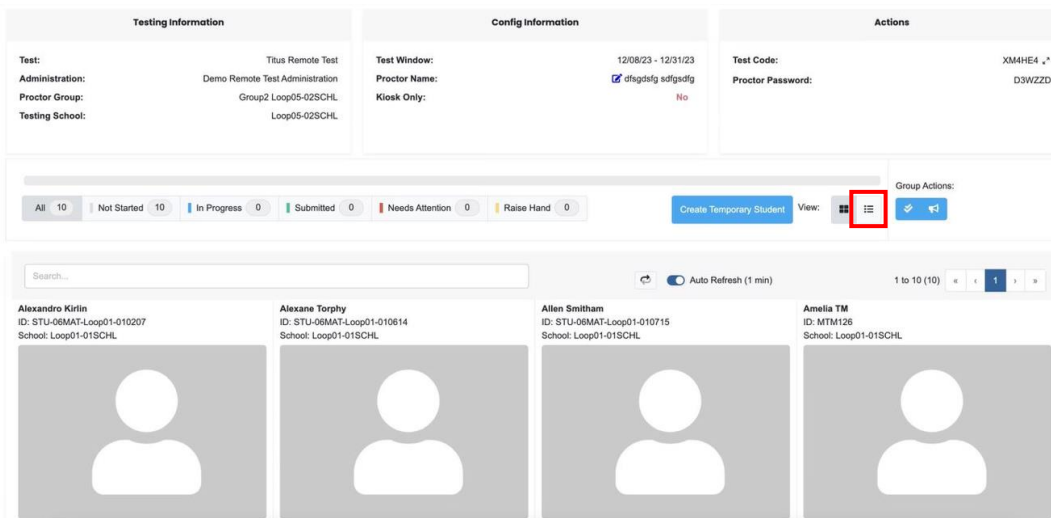 Testing Information
Config Information
Actions
Test: Titus Remote Test
Administration: Demo Remote Test Administration
Proctor Group: Group2 Loop05-02SCHL
Testing School: Loop05-02SCHL
Test Window: 12/08/23 - 12/31/23
Proctor Name: dfsgdsfg sdfgsdfg
Kiosk Only: No
Test Code: XM4HE4
Proctor Password: D3WZZD
Group Actions:
All 10 Not Started 10 In Progress 0 Submitted 0 Needs Attention 0 Raise Hand 0 Create Temporary Student View:
Search... Auto Refresh (1 min) 1 to 10 (10) « ‹ 1 › »
Alexandro Kirlin
ID: STU-06MAT-Loop01-010207
School: Loop01-01SCHL
Alexane Torphy
ID: STU-06MAT-Loop01-010614
School: Loop01-01SCHL
Allen Smitham
ID: STU-06MAT-Loop01-010715
School: Loop01-01SCHL
Amelia TM
ID: MTM126
School: Loop01-01SCHL